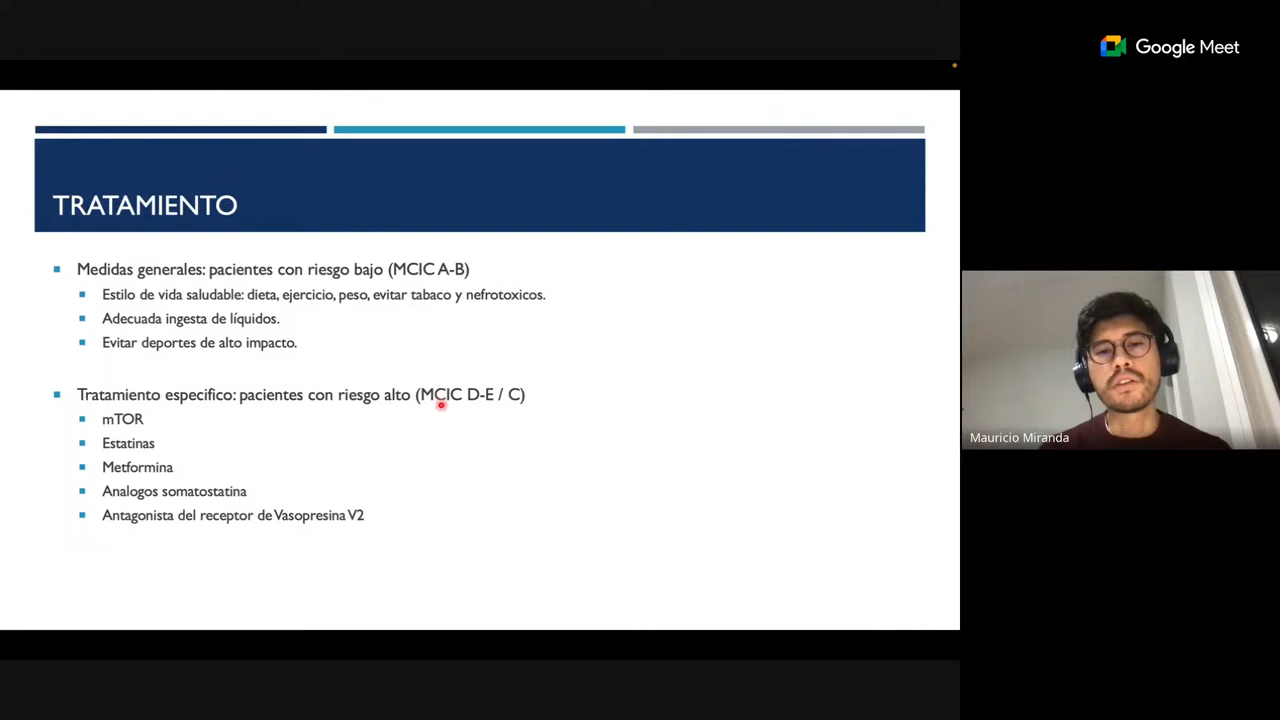 Google Meet
TRATAMIENTO
Medidas generales: pacientes con riesgo bajo (MCIC A-B)
Estilo de vida saludable: dieta, ejercicio, peso, evitar tabaco y nefrotoxicos.
Adecuada ingesta de líquidos.
Evitar deportes de alto impacto.
Tratamiento especifico: pacientes con riesgo alto (MCIC D-E / C)
mTOR
Estatinas
Metformina
Analogos somatostatina
Antagonista del receptor de Vasopresina V2
Mauricio Miranda